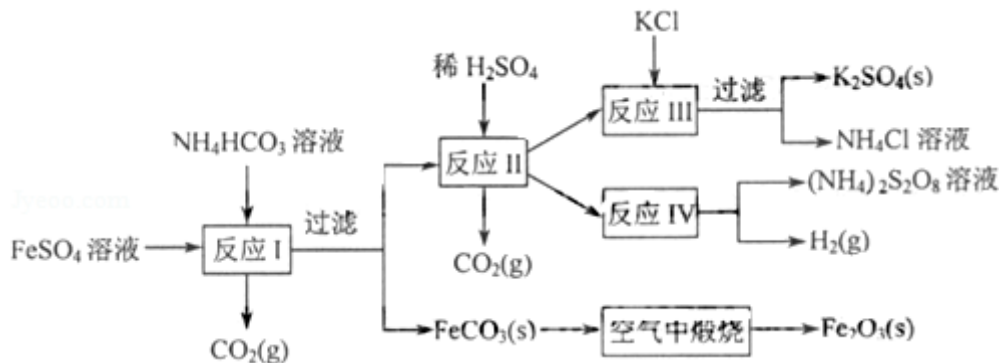 KCl
稀 H₂SO₄
反应 III
过滤
K₂SO₄(s)
NH₄Cl 溶液
NH₄HCO₃ 溶液
反应 II
(NH₄)₂S₂O₈ 溶液
反应 IV
H₂(g)
FeSO₄ 溶液
反应 I
过滤
CO₂(g)
CO₂(g)
FeCO₃(s)
空气中煅烧
Fe₂O₃(s)